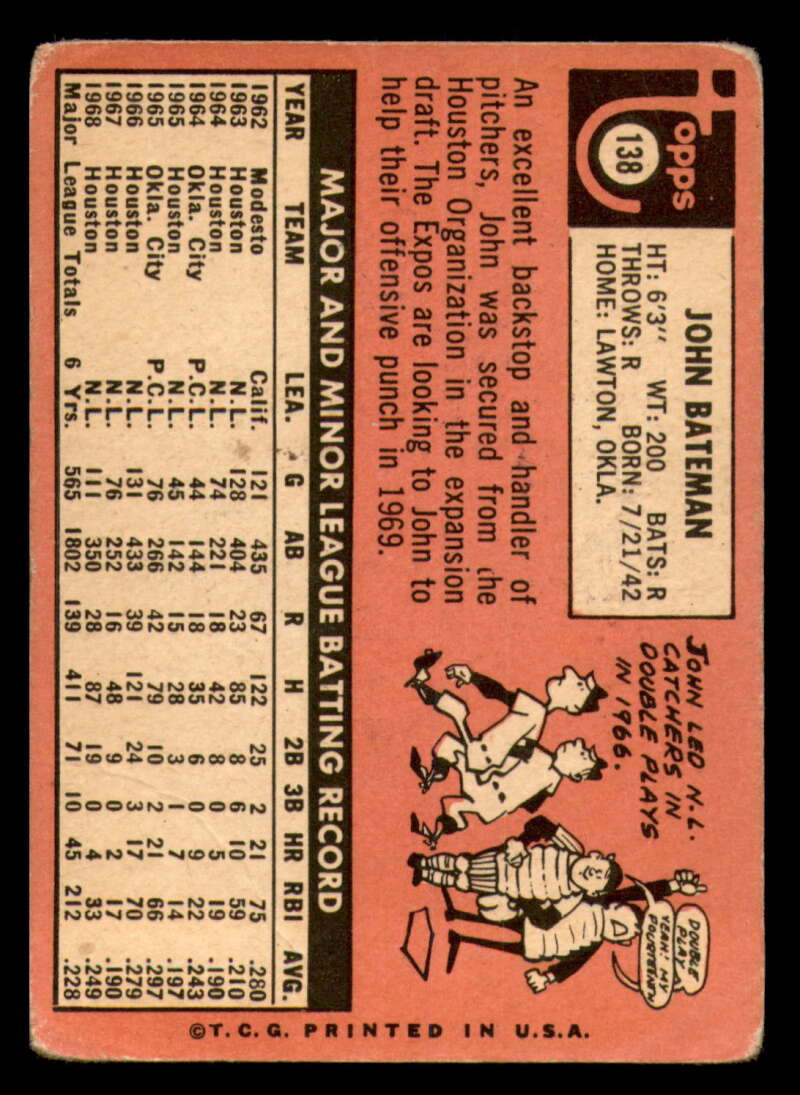 Topps
138
JOHN BATEMAN
HT: 6'3" WT: 200 BATS: R
THROWS: R BORN: 7/21/42
HOME: LAWTON, OKLA.
An excellent backstop and handler of
pitchers, John was secured from the
Houston Organization in the expansion
draft. The Expos are looking to John to
help their offensive punch in 1969.
JOHN LED N.L.
CATCHERS IN
DOUBLE PLAYS
IN 1966.
DOUBLE
PLAY
YEAH! MY
FOURTEENTH
MAJOR AND MINOR LEAGUE BATTING RECORD
YEAR TEAM LEA. G AB R H 2B 3B HR RBI AVG.
1962 Modesto Calif. 121 435 67 122 25 2 21 75 .280
1963 Houston N.L. 128 404 23 85 8 6 10 59 .210
1964 Houston N.L. 74 221 18 42 8 0 5 19 .190
1964 Okla. City P.C.L. 44 144 18 35 6 0 9 22 .243
1965 Houston N.L. 45 142 15 28 3 1 7 14 .197
1965 Okla. City P.C.L. 76 266 42 79 10 2 21 66 .297
1966 Houston N.L. 131 433 39 121 24 3 17 70 .279
1967 Houston N.L. 76 252 16 48 9 0 2 17 .190
1968 Houston N.L. 111 350 28 87 19 0 4 33 .249
Major League Totals 6 Yrs. 565 1802 139 411 71 10 45 212 .228
©T.C.G. PRINTED IN U.S.A.